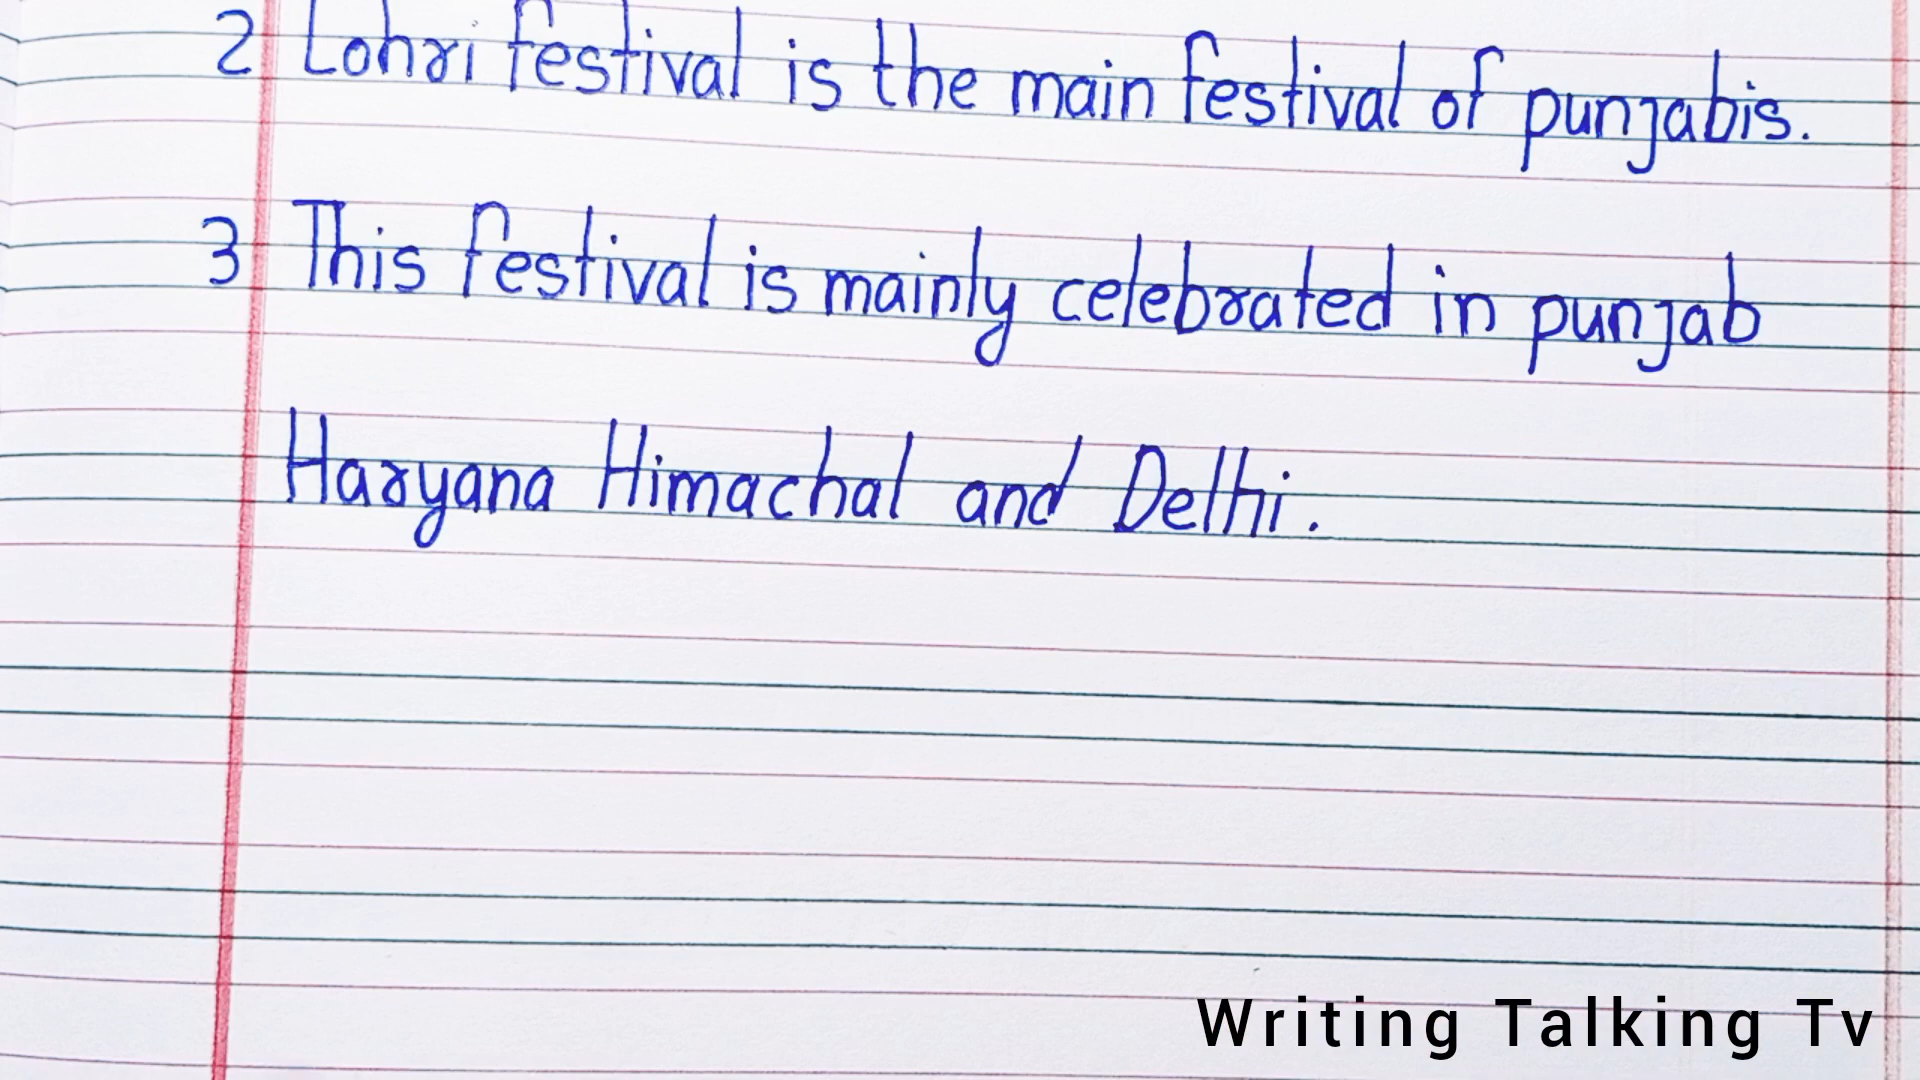 2 Lohri festival is the main festival of punjabis.
3 This festival is mainly celebrated in punjab
Haryana Himachal and Delhi.
Writing Talking Tv